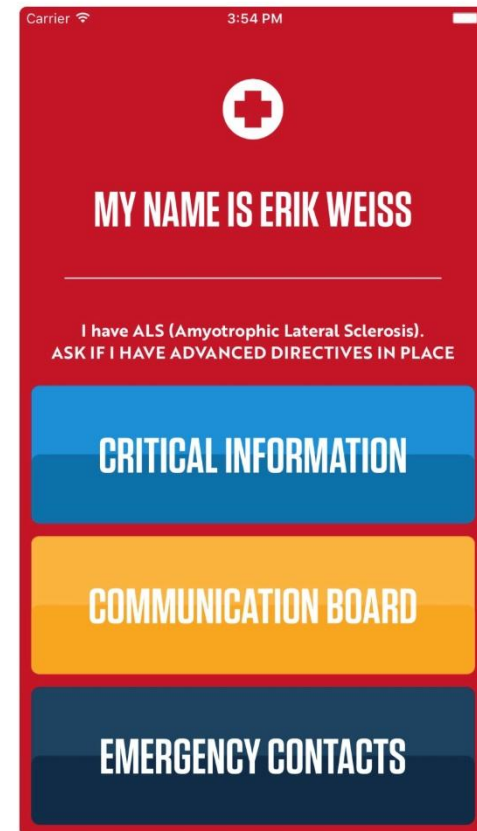 Carrier 3:54 PM
MY NAME IS ERIK WEISS
I have ALS (Amyotrophic Lateral Sclerosis).
ASK IF I HAVE ADVANCED DIRECTIVES IN PLACE
CRITICAL INFORMATION
COMMUNICATION BOARD
EMERGENCY CONTACTS